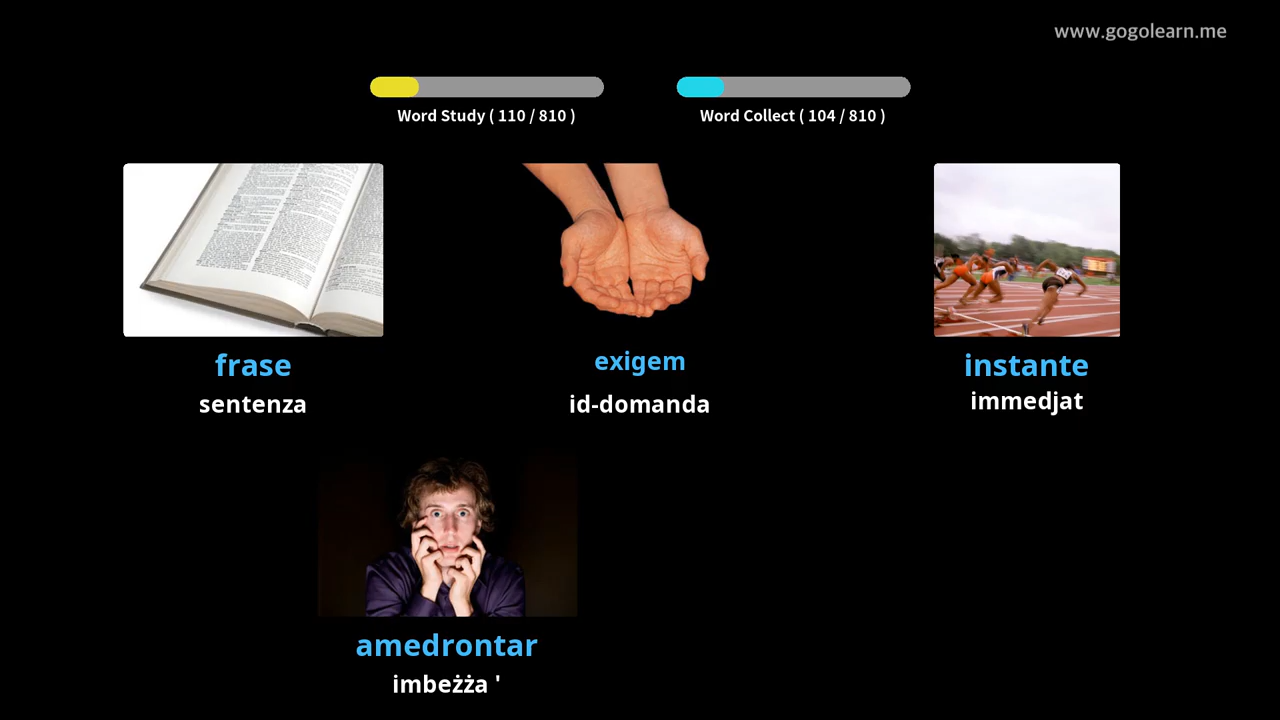 www.gogolearn.me
Word Study ( 110 / 810 )
Word Collect ( 104 / 810 )
frase
sentenza
exigem
id-domanda
instante
immedjat
amedrontar
imbeżża '